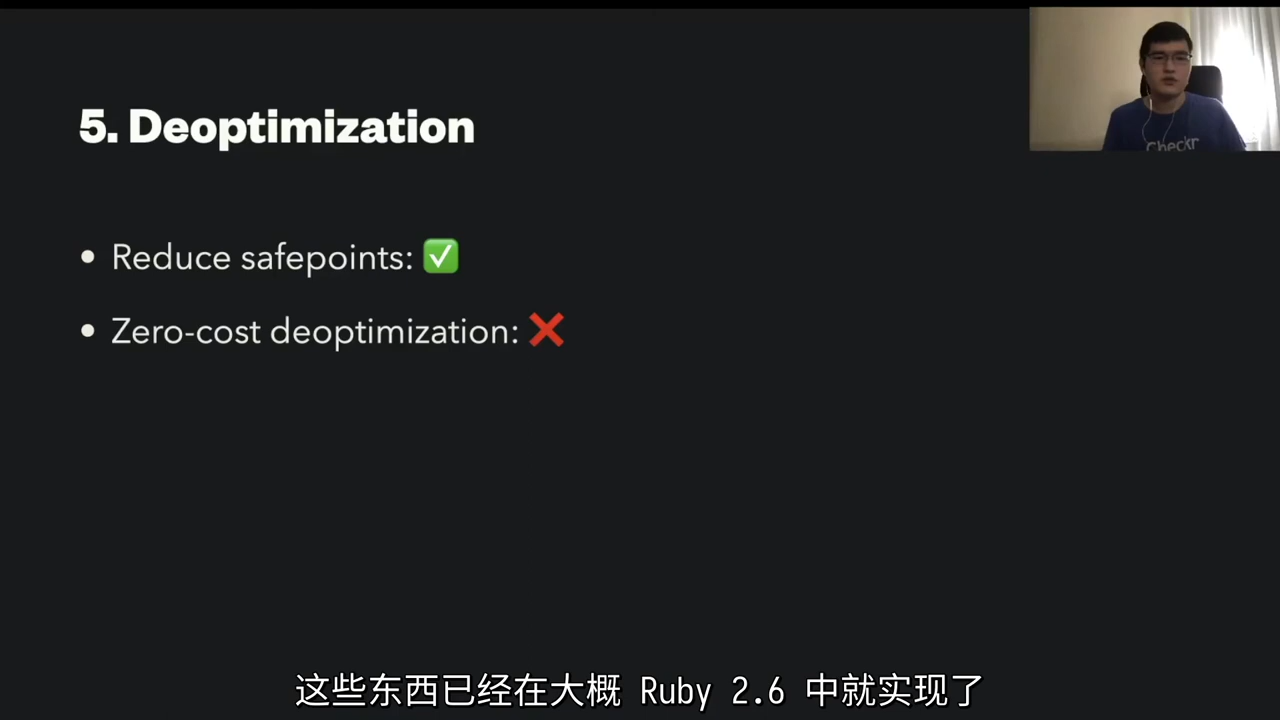 5. Deoptimization
Checkr
• Reduce safepoints: ✅
• Zero-cost deoptimization: ❌
这些东西已经在大概 Ruby 2.6 中就实现了